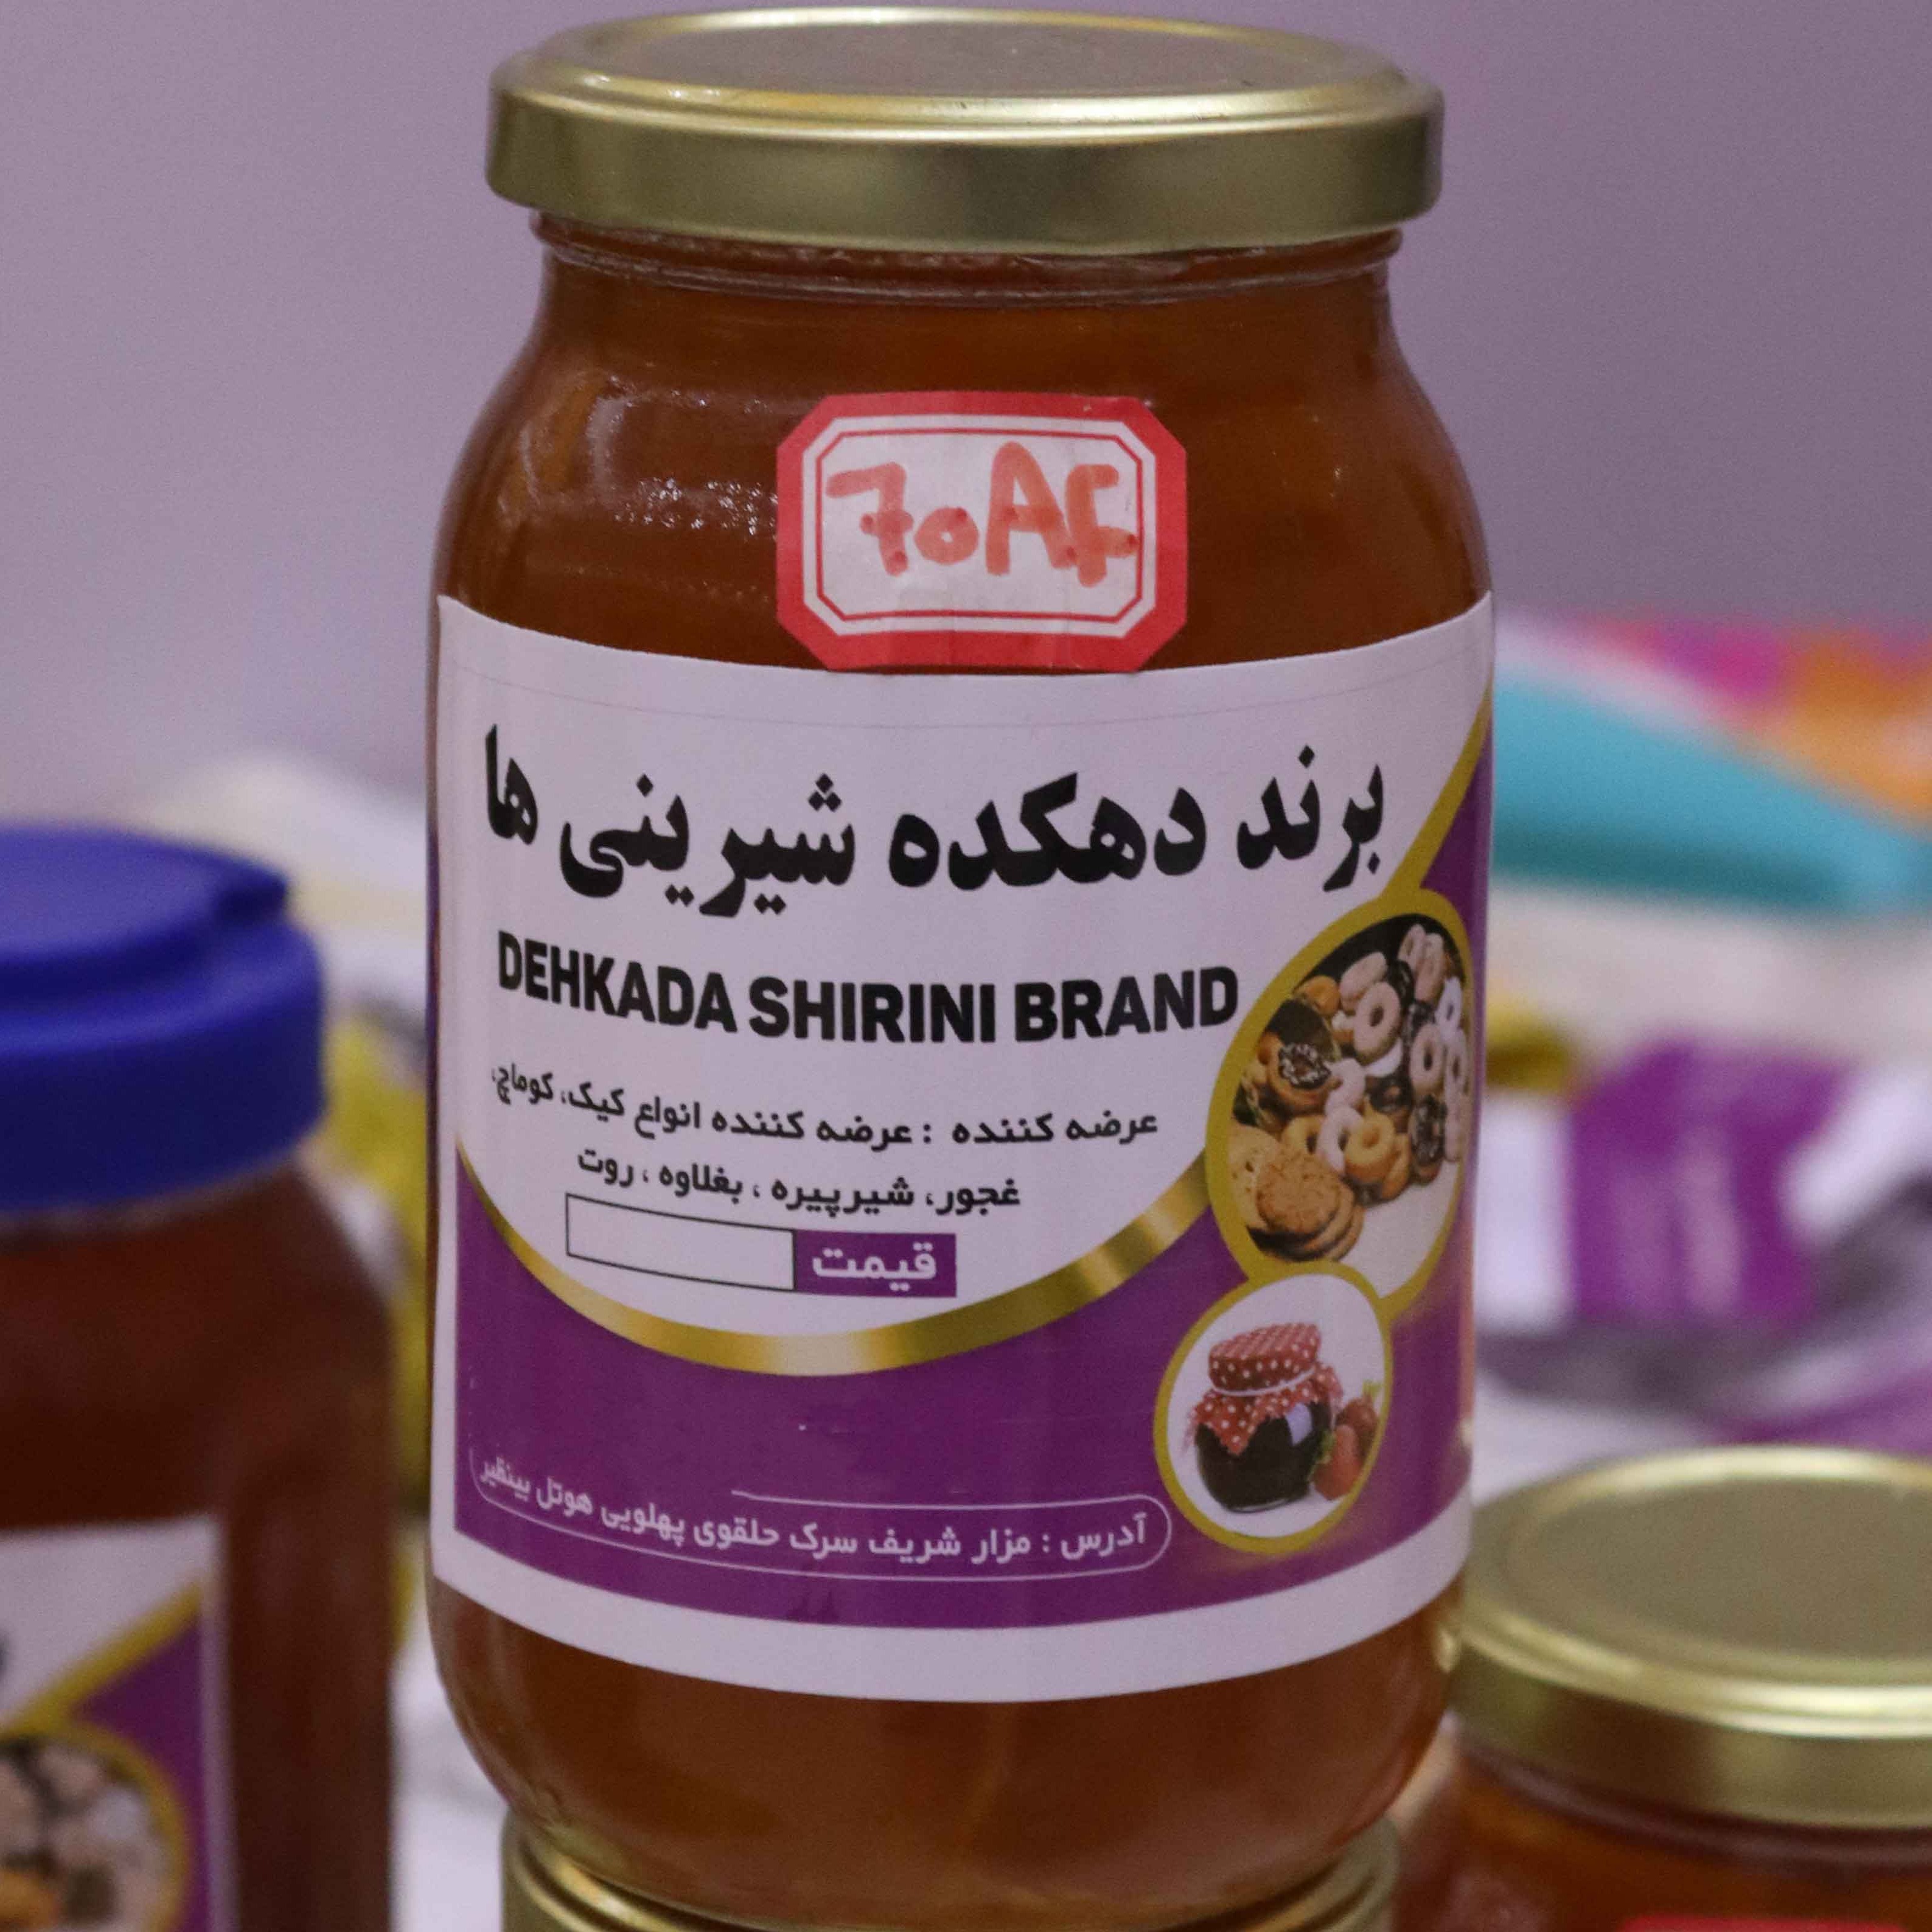 70AF
برند دهکده شیرینی ها
DEHKADA SHIRINI BRAND
عرضه کننده : عرضه کننده انواع کیک، کوماچ،
غجور، شیرپیره ، بغلاوه ، روت
قیمت
آدرس : مزار شریف سرک حلقوی پهلویی هوتل بینظیر